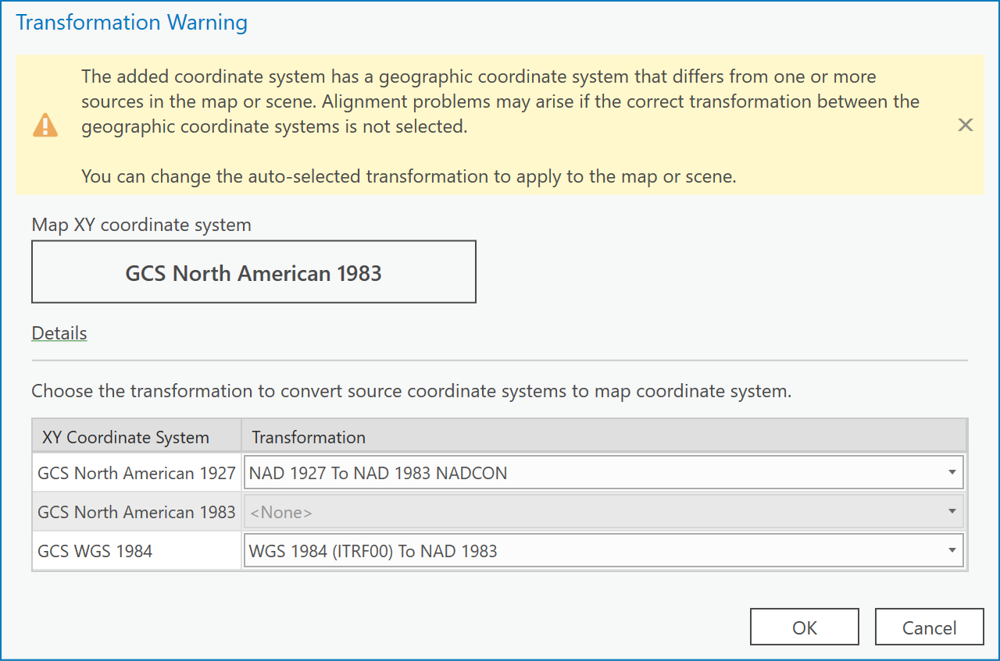 Transformation Warning
The added coordinate system has a geographic coordinate system that differs from one or more
sources in the map or scene. Alignment problems may arise if the correct transformation between the
geographic coordinate systems is not selected.
You can change the auto-selected transformation to apply to the map or scene.
Map XY coordinate system
GCS North American 1983
Details
Choose the transformation to convert source coordinate systems to map coordinate system.
XY Coordinate System Transformation
GCS North American 1927 NAD 1927 To NAD 1983 NADCON
GCS North American 1983 <None>
GCS WGS 1984 WGS 1984 (ITRF00) To NAD 1983
OK Cancel